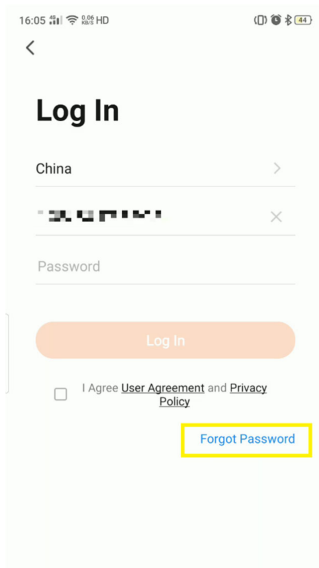 16:05 4G 0.06 KB/S HD 44
Log In
China
Password
Log In
I Agree User Agreement and Privacy
Policy
Forgot Password